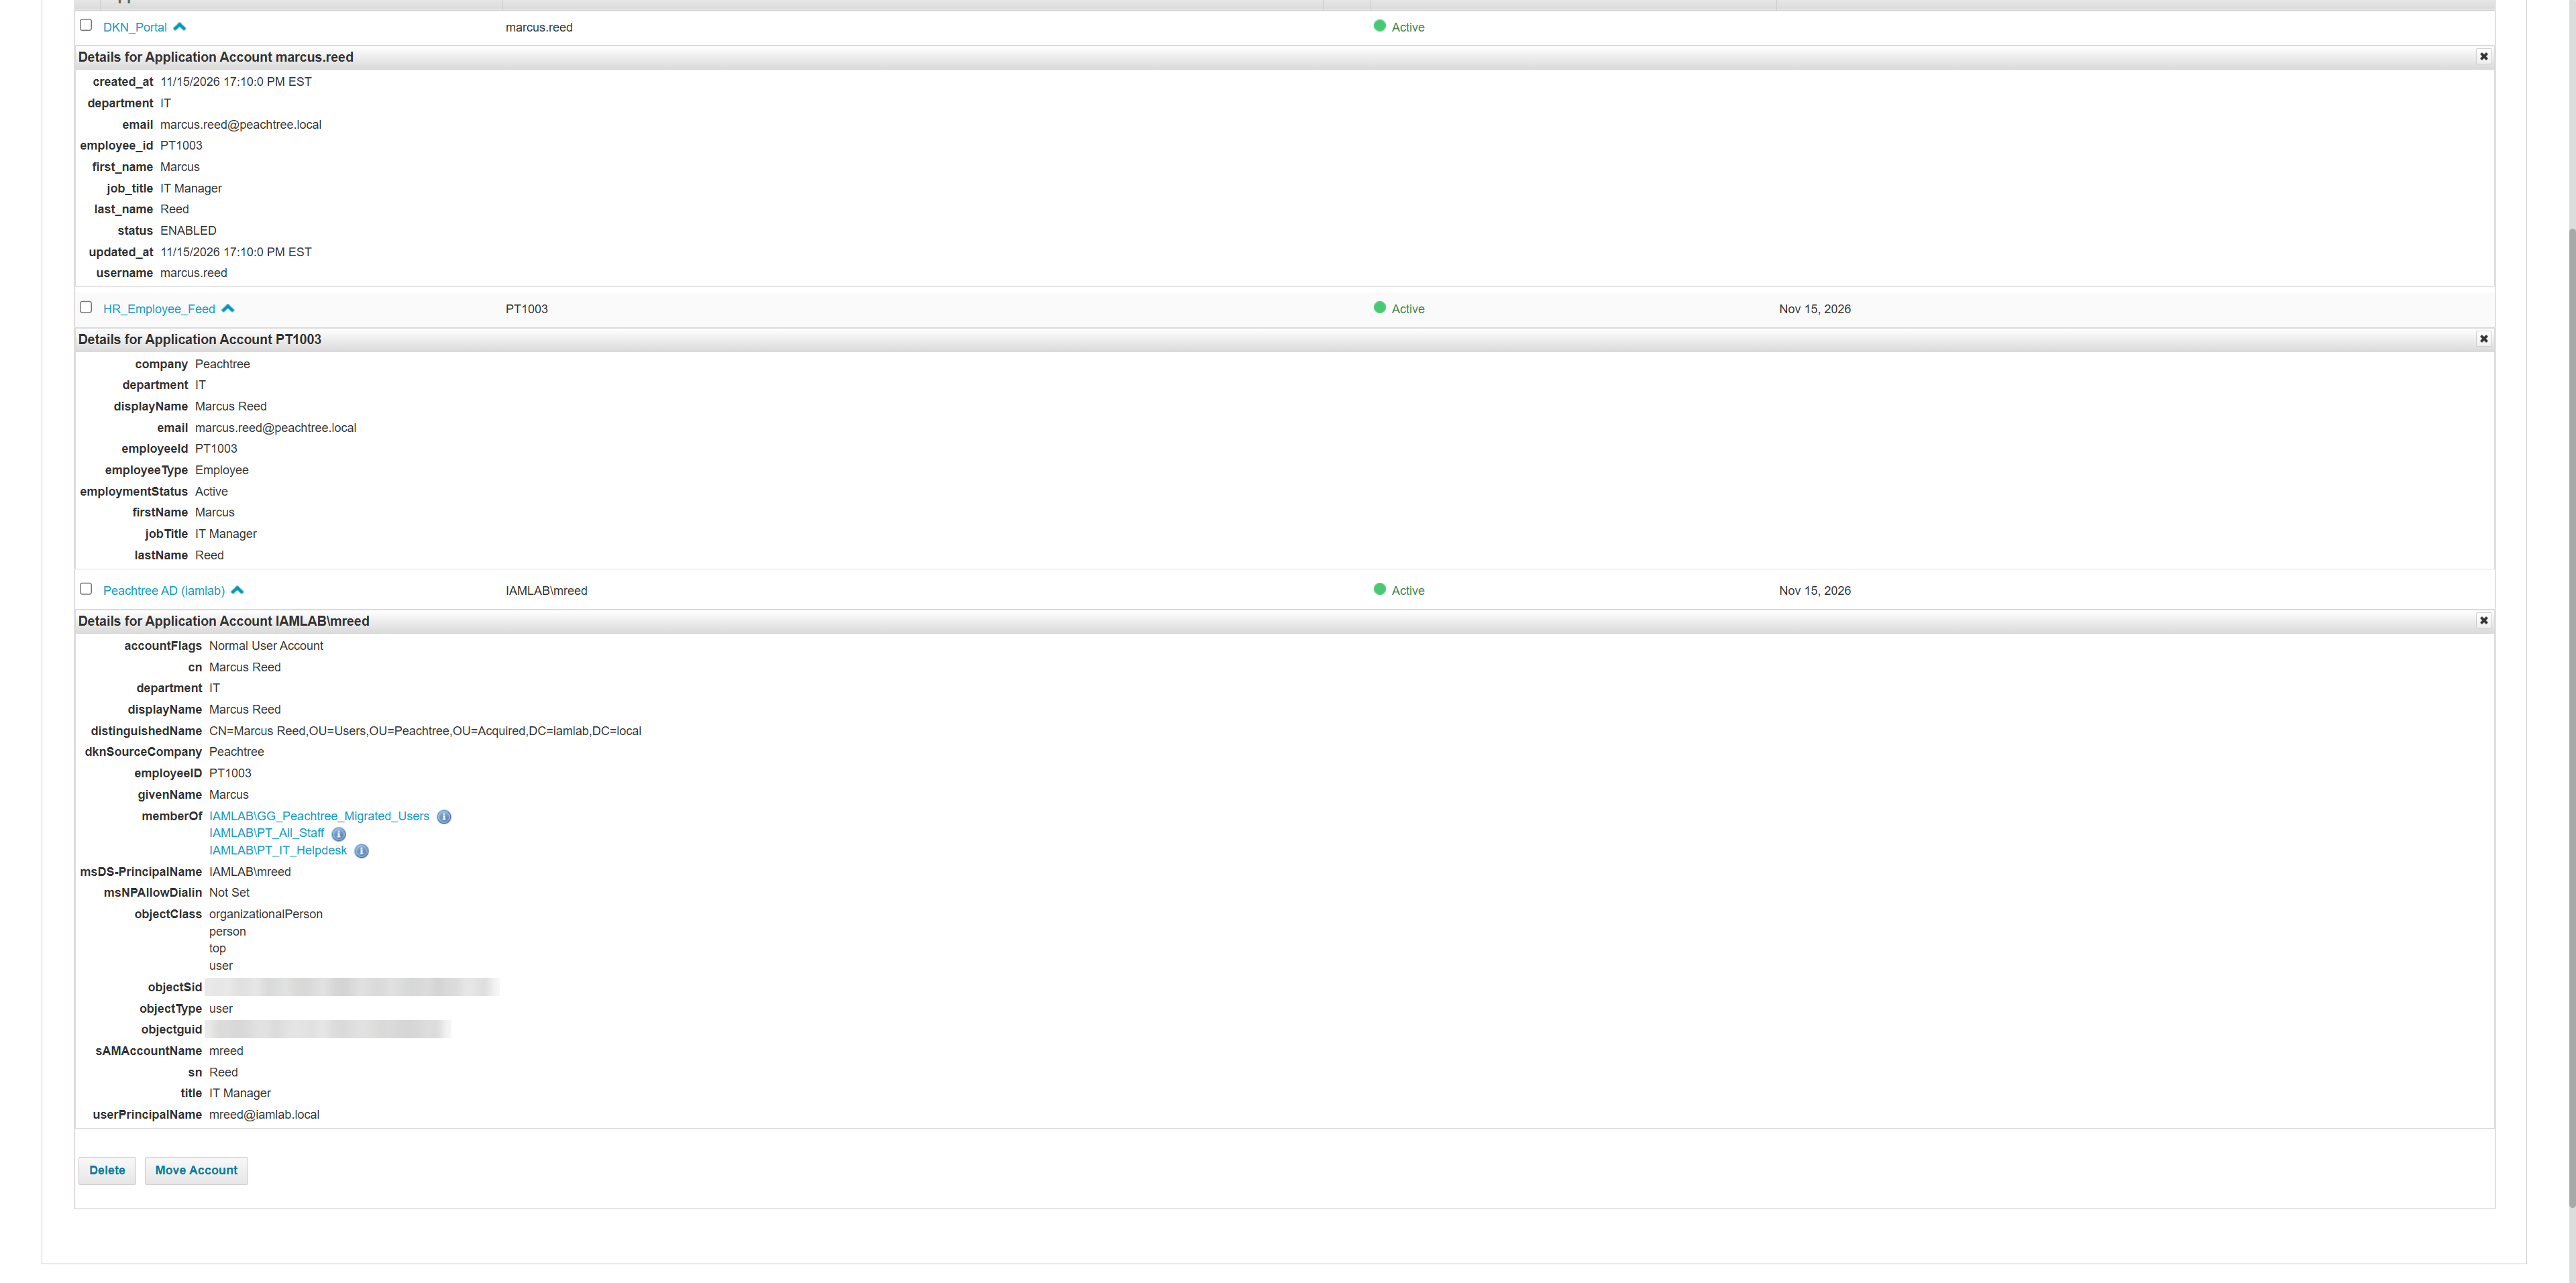 DKN_Portal marcus.reed Active
Details for Application Account marcus.reed
created_at 11/15/2026 17:10:0 PM EST
department IT
email marcus.reed@peachtree.local
employee_id PT1003
first_name Marcus
job_title IT Manager
last_name Reed
status ENABLED
updated_at 11/15/2026 17:10:0 PM EST
username marcus.reed
HR_Employee_Feed PT1003 Active Nov 15, 2026
Details for Application Account PT1003
company Peachtree
department IT
displayName Marcus Reed
email marcus.reed@peachtree.local
employeeId PT1003
employeeType Employee
employmentStatus Active
firstName Marcus
jobTitle IT Manager
lastName Reed
Peachtree AD (iamlab) IAMLAB\mreed Active Nov 15, 2026
Details for Application Account IAMLAB\mreed
accountFlags Normal User Account
cn Marcus Reed
department IT
displayName Marcus Reed
distinguishedName CN=Marcus Reed,OU=Users,OU=Peachtree,OU=Acquired,DC=iamlab,DC=local
dknSourceCompany Peachtree
employeeID PT1003
givenName Marcus
memberOf IAMLAB\GG_Peachtree_Migrated_Users
IAMLAB\PT_All_Staff
IAMLAB\PT_IT_Helpdesk
msDS-PrincipalName IAMLAB\mreed
msNPAllowDialin Not Set
objectClass organizationalPerson
person
top
user
objectSid
objectType user
objectguid
sAMAccountName mreed
sn Reed
title IT Manager
userPrincipalName mreed@iamlab.local
Delete Move Account